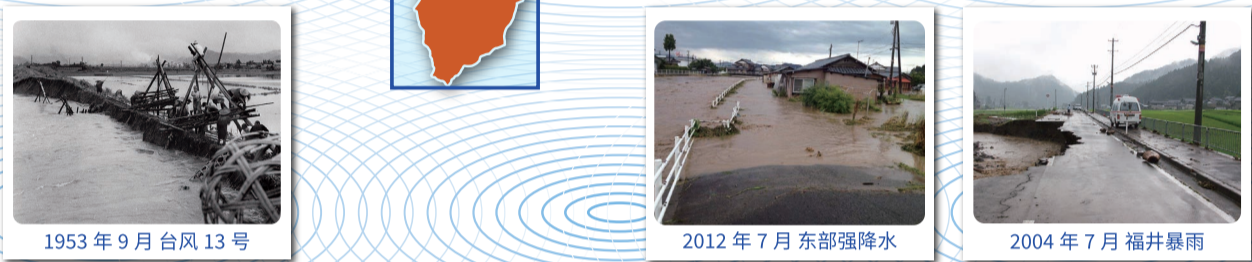 1953 年 9 月 台风 13 号
2012 年 7 月 东部强降水
2004 年 7 月 福井暴雨